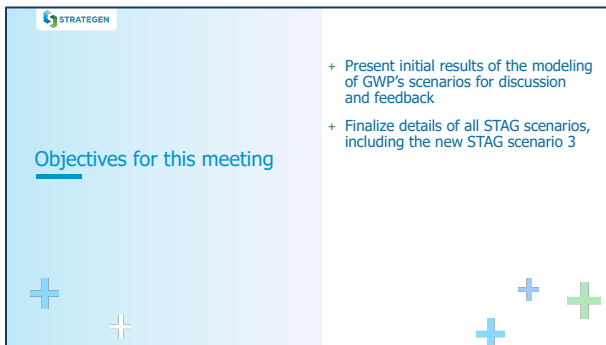 STRATEGEN
Objectives for this meeting
+ Present initial results of the modeling
of GWP's scenarios for discussion
and feedback
+ Finalize details of all STAG scenarios,
including the new STAG scenario 3